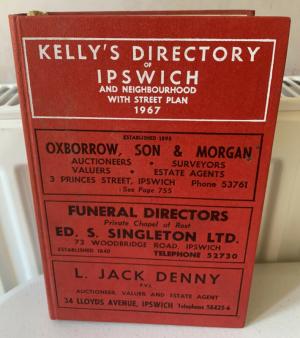 KELLY'S DIRECTORY
OF
IPSWICH
AND NEIGHBOURHOOD
WITH STREET PLAN
1967
ESTABLISHED 1895
OXBORROW, SON & MORGAN
AUCTIONEERS · SURVEYORS
VALUERS · ESTATE AGENTS
3 PRINCES STREET, IPSWICH Phone 53761
(See Page 755)
FUNERAL DIRECTORS
Private Chapel of Rest
ED. S. SINGLETON LTD.
73 WOODBRIDGE ROAD, IPSWICH
ESTABLISHED 1840 TELEPHONE 52730
L. JACK DENNY
F.V.I.
AUCTIONEER, VALUER AND ESTATE AGENT
34 LLOYDS AVENUE, IPSWICH Telephone 58425-6